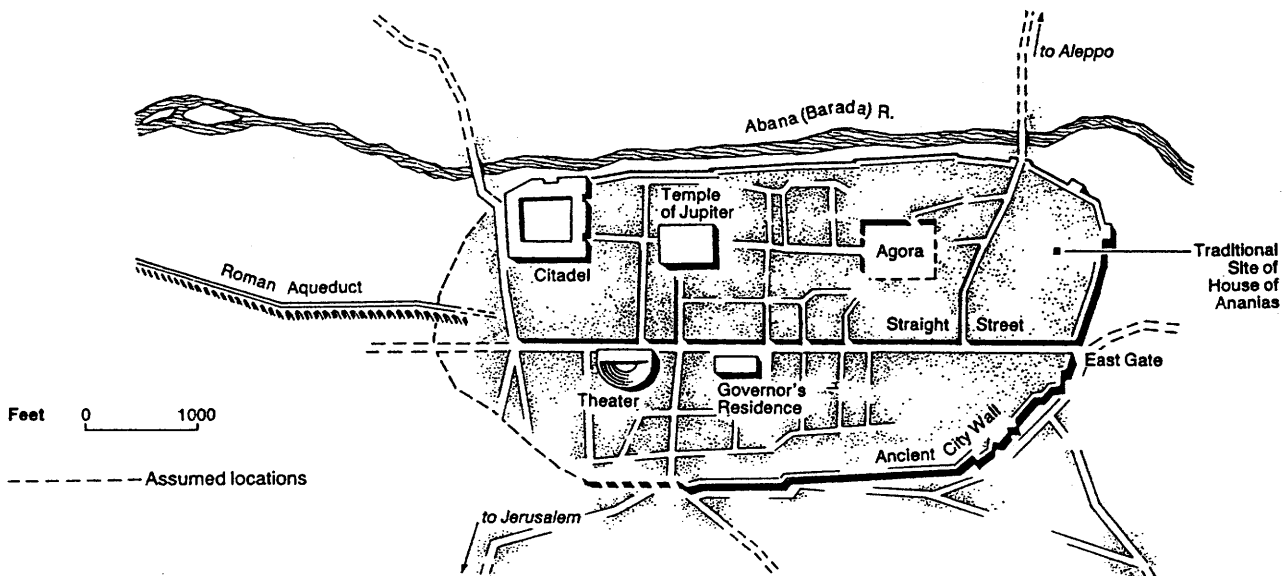 to Aleppo
Abana (Barada) R.
Temple
of Jupiter
Citadel
Agora
Traditional
Site of
House of
Ananias
Roman Aqueduct
Straight Street
East Gate
Theater
Governor's
Residence
Feet 0 1000
Ancient City Wall
Assumed locations
to Jerusalem